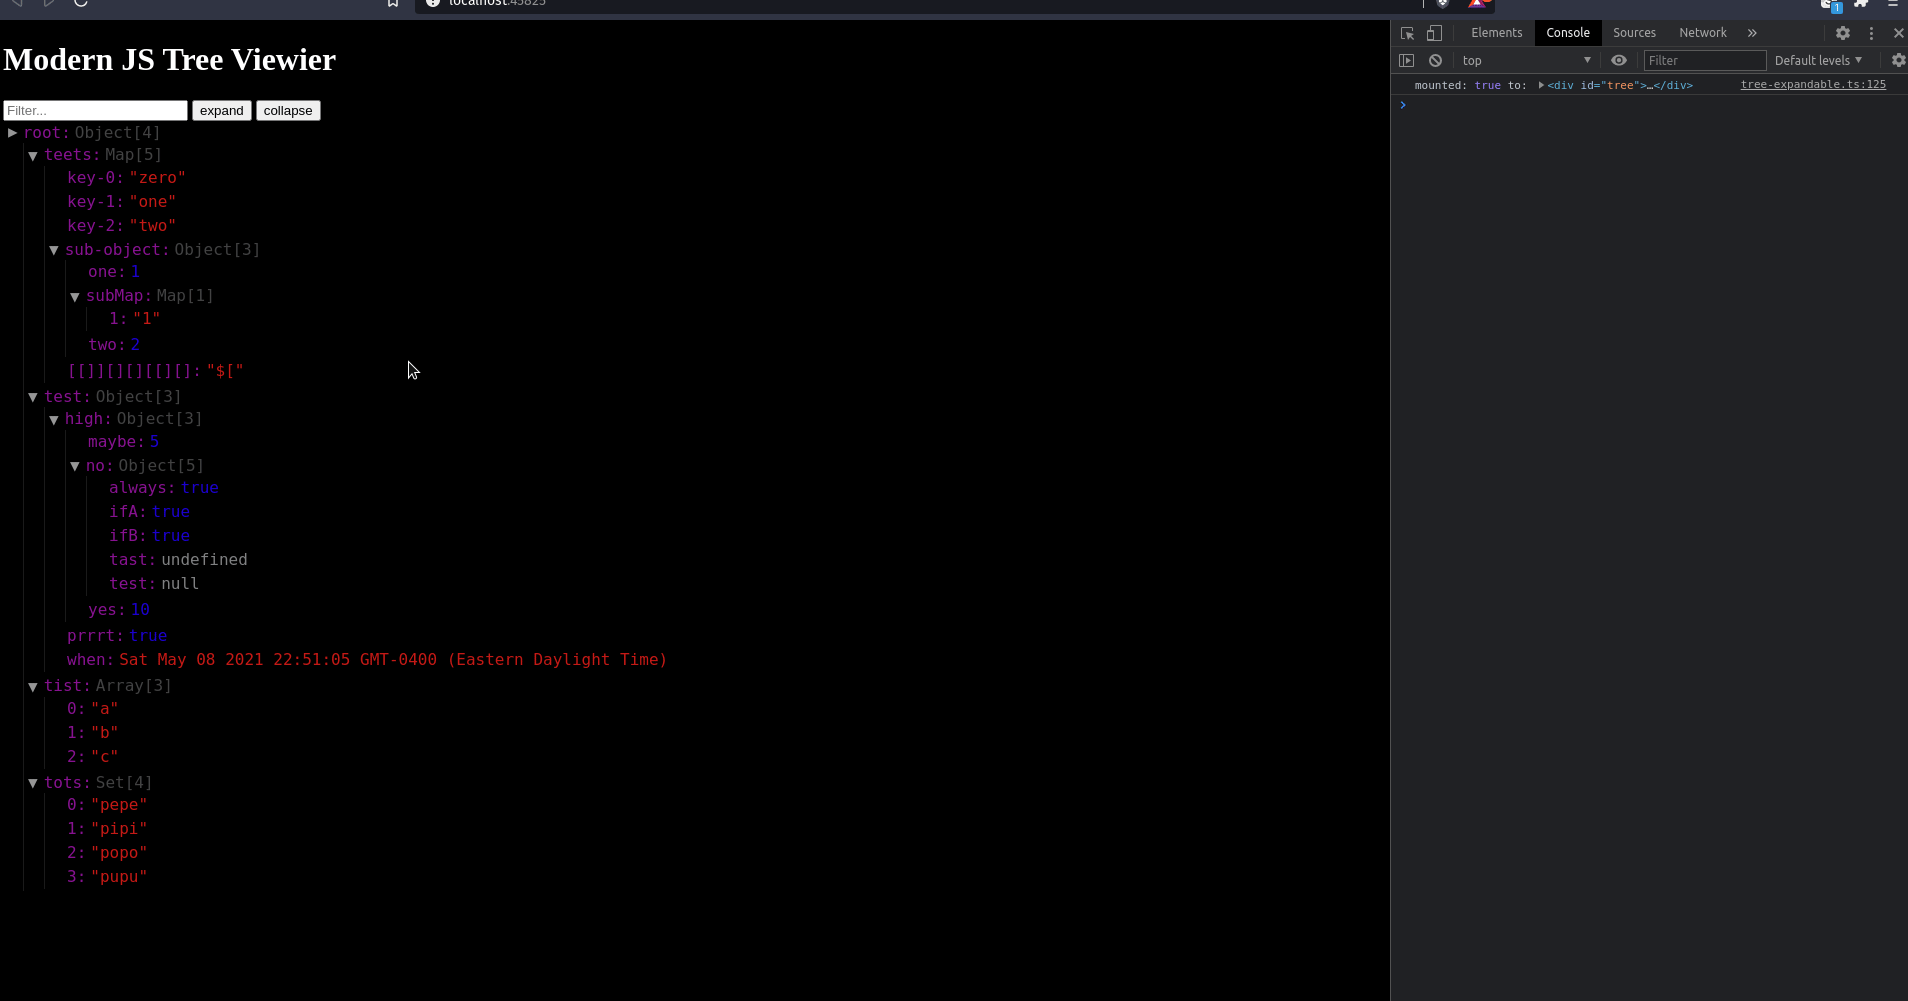 localhost:45825
Modern JS Tree Viewier
Filter... expand collapse
▶ root: Object[4]
▼ teets: Map[5]
key-0: "zero"
key-1: "one"
key-2: "two"
▼ sub-object: Object[3]
one: 1
▼ subMap: Map[1]
1: "1"
two: 2
[[]][][][[][]: "$["
▼ test: Object[3]
▼ high: Object[3]
maybe: 5
▼ no: Object[5]
always: true
ifA: true
ifB: true
tast: undefined
test: null
yes: 10
prrrt: true
when: Sat May 08 2021 22:51:05 GMT-0400 (Eastern Daylight Time)
▼ tist: Array[3]
0: "a"
1: "b"
2: "c"
▼ tots: Set[4]
0: "pepe"
1: "pipi"
2: "popo"
3: "pupu"
1
Elements Console Sources Network »
top Filter Default levels
mounted: true to: ▶<div id="tree">…</div> tree-expandable.ts:125